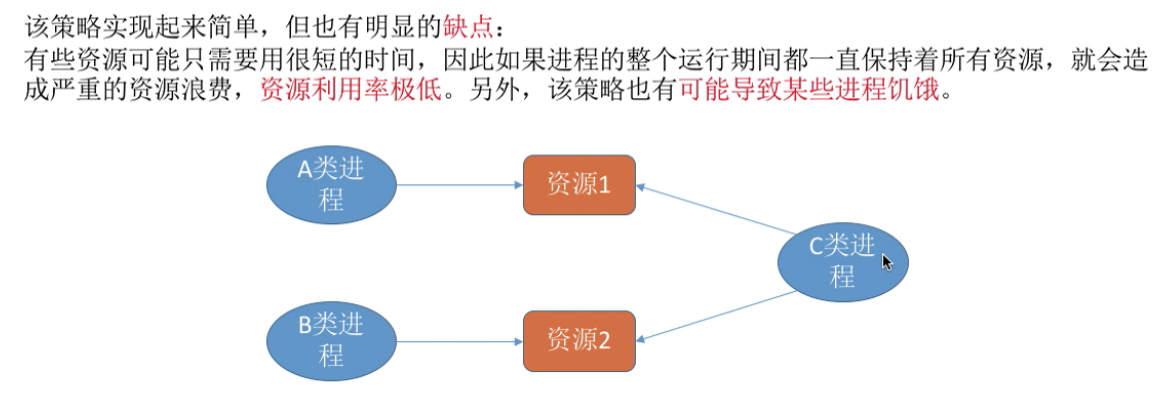 该策略实现起来简单，但也有明显的缺点：
有些资源可能只需要用很短的时间，因此如果进程的整个运行期间都一直保持着所有资源，就会造
成严重的资源浪费，资源利用率极低。另外，该策略也有可能导致某些进程饥饿。
A类进
程
资源1
C类进
程
B类进
程
资源2